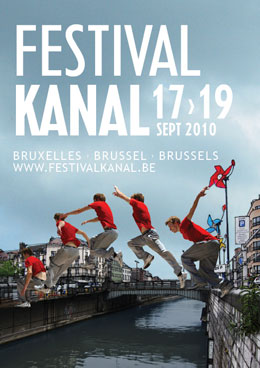 FESTIVAL
KANAL 17›19
SEPT 2010
BRUXELLES · BRUSSEL · BRUSSELS
WWW.FESTIVALKANAL.BE